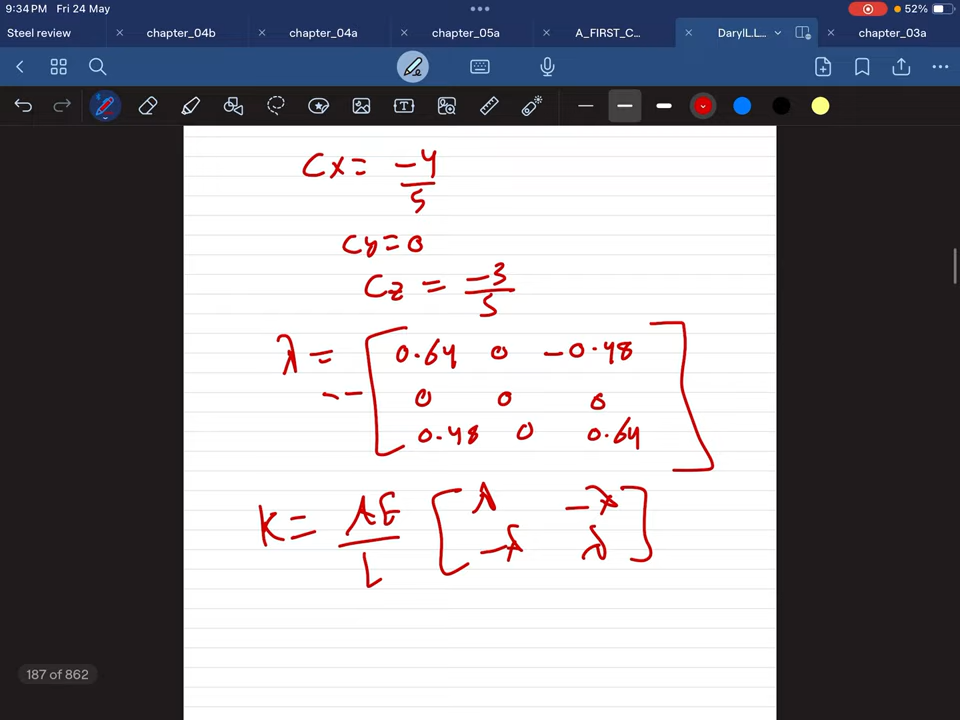 9:34 PM Fri 24 May
52%
Steel review
chapter_04b
chapter_04a
chapter_05a
A_FIRST_C...
DarylL.L...
chapter_03a
Cx = -4/5
Cy = 0
Cz = -3/5
λ = [ 0.64 0 -0.48
0 0 0
0.48 0 0.64 ]
K = AE/L [ λ -λ
-λ λ ]
187 of 862